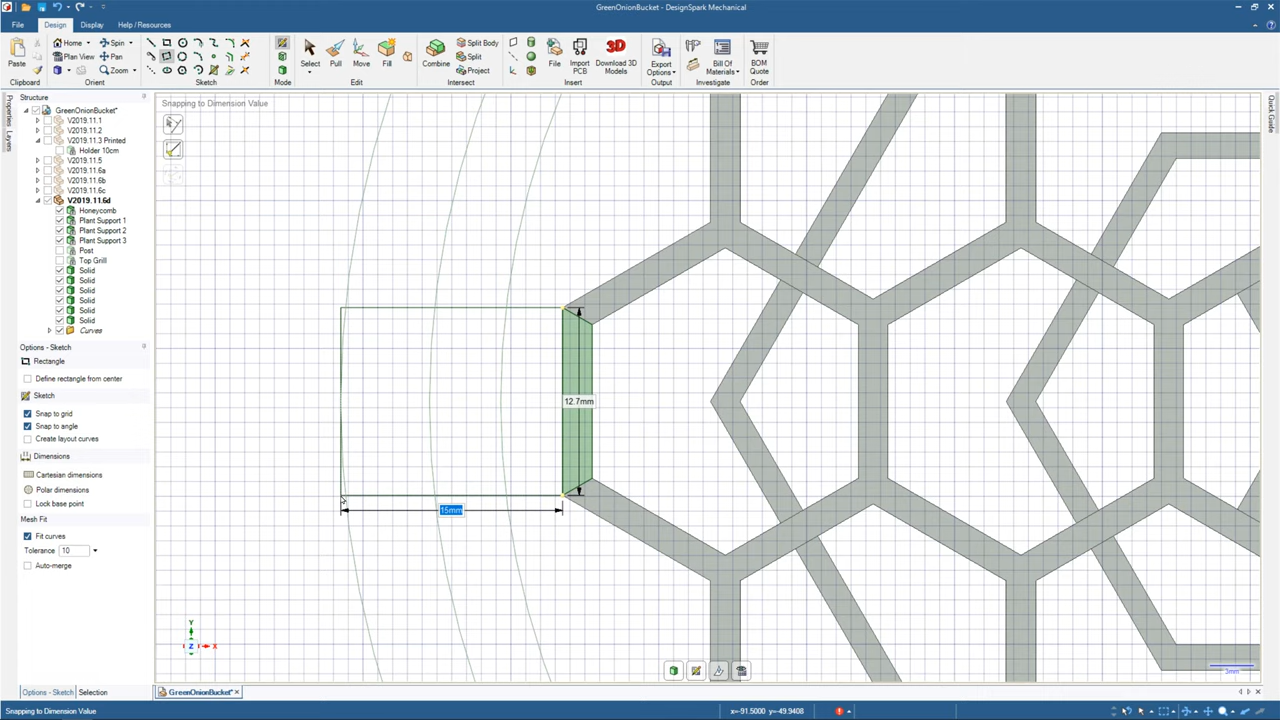 GreenOnionBucket - DesignSpark Mechanical
File Design Display Help / Resources
Paste Home Plan View Spin Pan Zoom Select Pull Move Fill Combine Split Body Split Project File Import PCB 3D Download 3D Models Export Options Bill Of Materials BOM Quote
Clipboard Orient Sketch Mode Edit Intersect Insert Output Investigate Order
Structure
GreenOnionBucket*
V2019.11.1
V2019.11.2
V2019.11.3 Printed
Holder 10cm
V2019.11.5
V2019.11.6a
V2019.11.6b
V2019.11.6c
V2019.11.6d
Honeycomb
Plant Support 1
Plant Support 2
Plant Support 3
Post
Top Grill
Solid
Solid
Solid
Solid
Solid
Solid
Curves
Options - Sketch
Rectangle
Define rectangle from center
Sketch
Snap to grid
Snap to angle
Create layout curves
Dimensions
Cartesian dimensions
Polar dimensions
Lock base point
Mesh Fit
Fit curves
Tolerance 10
Auto-merge
Properties
Layers
Snapping to Dimension Value
12.7mm
15mm
Y
Z X
3mm
Quick Guide
Options - Sketch Selection GreenOnionBucket*
Snapping to Dimension Value x=-91.5000 y=-49.9408